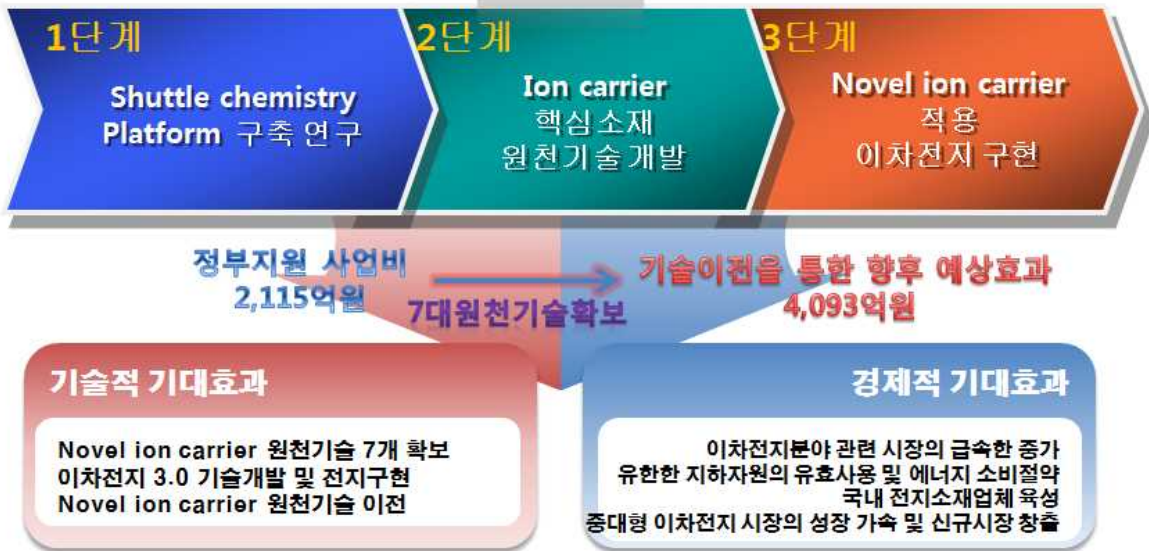 1단계
Shuttle chemistry
Platform 구축 연구
2단계
Ion carrier
핵심소재
원천기술개발
3단계
Novel ion carrier
적용
이차전지 구현
정부지원 사업비
2,115억원
7대원천기술확보
기술이전을 통한 향후 예상효과
4,093억원
기술적 기대효과
Novel ion carrier 원천기술 7개 확보
이차전지 3.0 기술개발 및 전지구현
Novel ion carrier 원천기술 이전
경제적 기대효과
이차전지분야 관련 시장의 급속한 증가
유한한 지하자원의 유효사용 및 에너지 소비절약
국내 전지소재업체 육성
중대형 이차전지 시장의 성장 가속 및 신규시장 창출